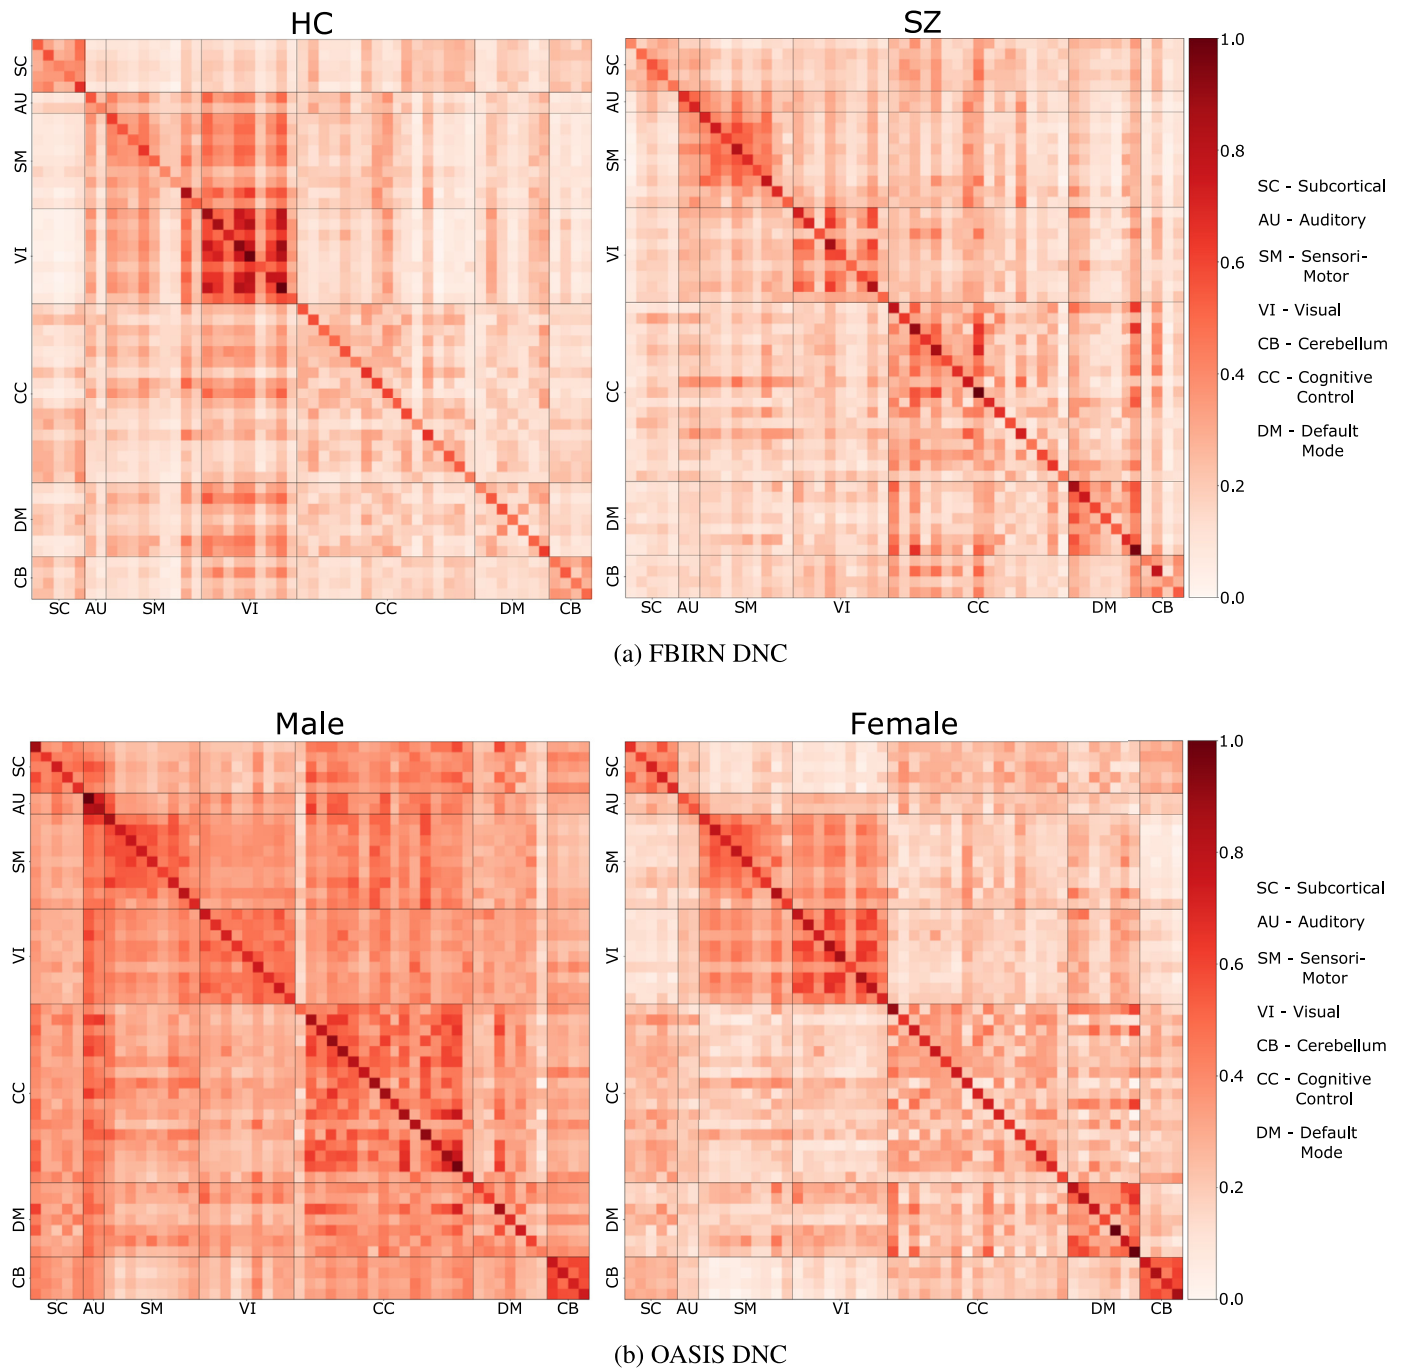 HC
SZ
SC
AU
SM
VI
CC
DM
CB
SC AU SM VI CC DM CB
SC
AU
SM
VI
CC
DM
CB
SC AU SM VI CC DM CB
1.0
0.8
0.6
0.4
0.2
0.0
SC - Subcortical
AU - Auditory
SM - Sensori-
Motor
VI - Visual
CB - Cerebellum
CC - Cognitive
Control
DM - Default
Mode
(a) FBIRN DNC
Male
Female
SC
AU
SM
VI
CC
DM
CB
SC AU SM VI CC DM CB
SC
AU
SM
VI
CC
DM
CB
SC AU SM VI CC DM CB
1.0
0.8
0.6
0.4
0.2
0.0
SC - Subcortical
AU - Auditory
SM - Sensori-
Motor
VI - Visual
CB - Cerebellum
CC - Cognitive
Control
DM - Default
Mode
(b) OASIS DNC